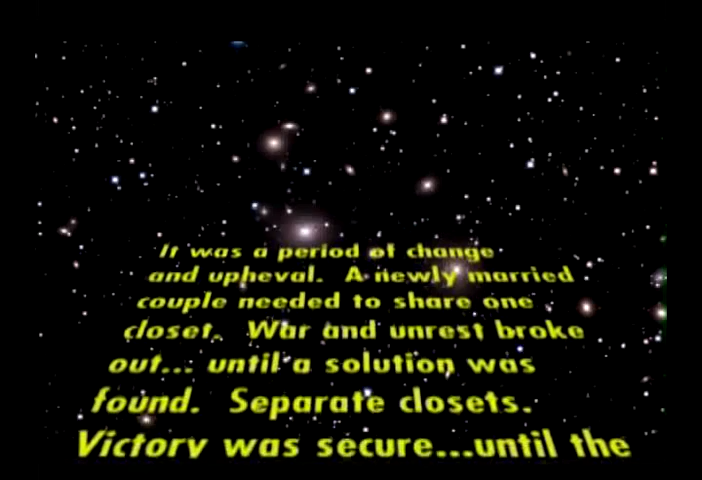 It was a period of change
and upheval. A newly married
couple needed to share one
closet. War and unrest broke
out... until a solution was
found. Separate closets.
Victory was secure...until the